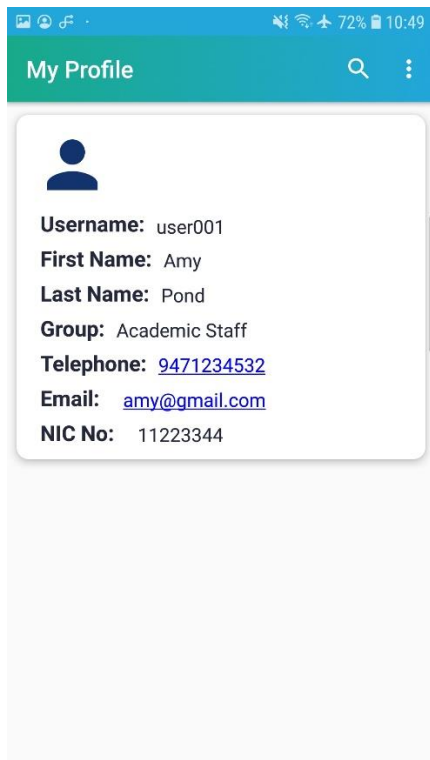 72% 10:49
My Profile
Username: user001
First Name: Amy
Last Name: Pond
Group: Academic Staff
Telephone: 9471234532
Email: amy@gmail.com
NIC No: 11223344